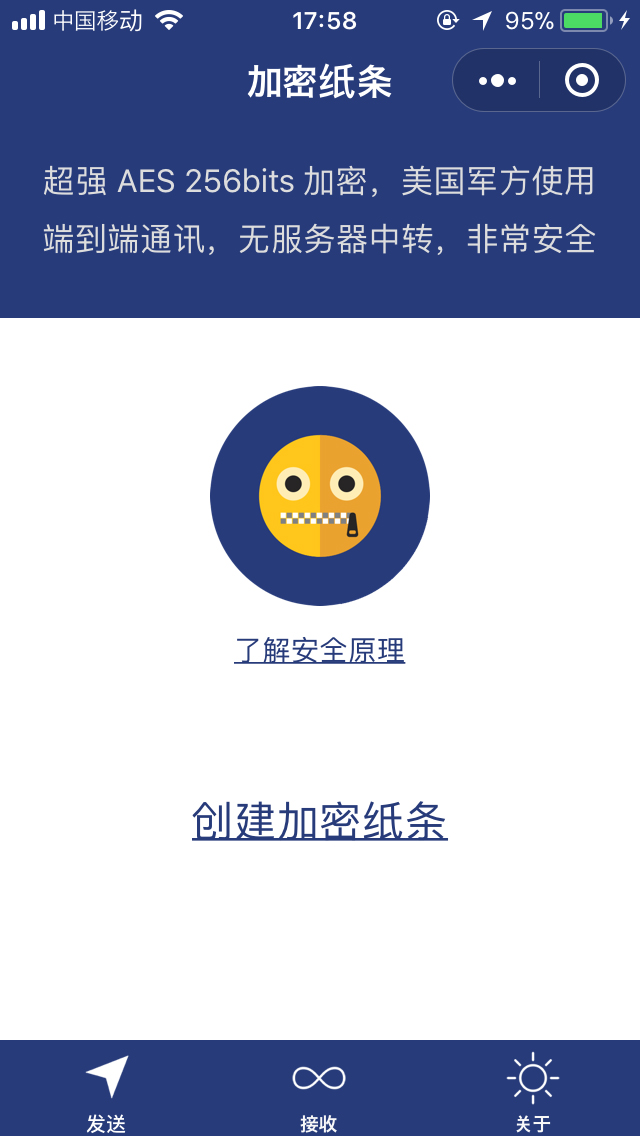 中国移动
17:58
95%
加密纸条
超强 AES 256bits 加密，美国军方使用
端到端通讯，无服务器中转，非常安全
了解安全原理
创建加密纸条
发送
接收
关于